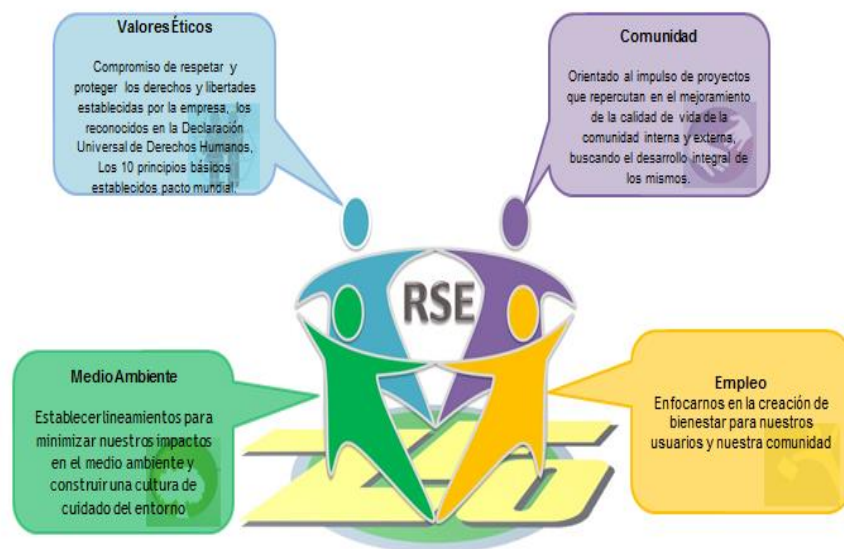 Valores Éticos
Compromiso de respetar y
proteger los derechos y libertades
establecidas por la empresa, los
reconocidos en la Declaración
Universal de Derechos Humanos,
Los 10 principios básicos
establecidos pacto mundial.
Comunidad
Orientado al impulso de proyectos
que repercutan en el mejoramiento
de la calidad de vida de la
comunidad interna y externa,
buscando el desarrollo integral de
los mismos.
RSE
Medio Ambiente
Establecer lineamientos para
minimizar nuestros impactos
en el medio ambiente y
construir una cultura de
cuidado del entorno
Empleo
Enfocarnos en la creación de
bienestar para nuestros
usuarios y nuestra comunidad